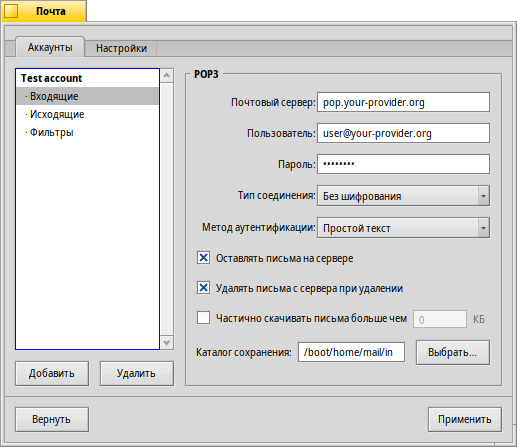 Почта
Аккаунты Настройки
Test account
· Входящие
· Исходящие
· Фильтры
Добавить Удалить
POP3
Почтовый сервер: pop.your-provider.org
Пользователь: user@your-provider.org
Пароль: ••••••••
Тип соединения: Без шифрования
Метод аутентификации: Простой текст
Оставлять письма на сервере
Удалять письма с сервера при удалении
Частично скачивать письма больше чем 0 КБ
Каталог сохранения: /boot/home/mail/in Выбрать...
Вернуть Применить